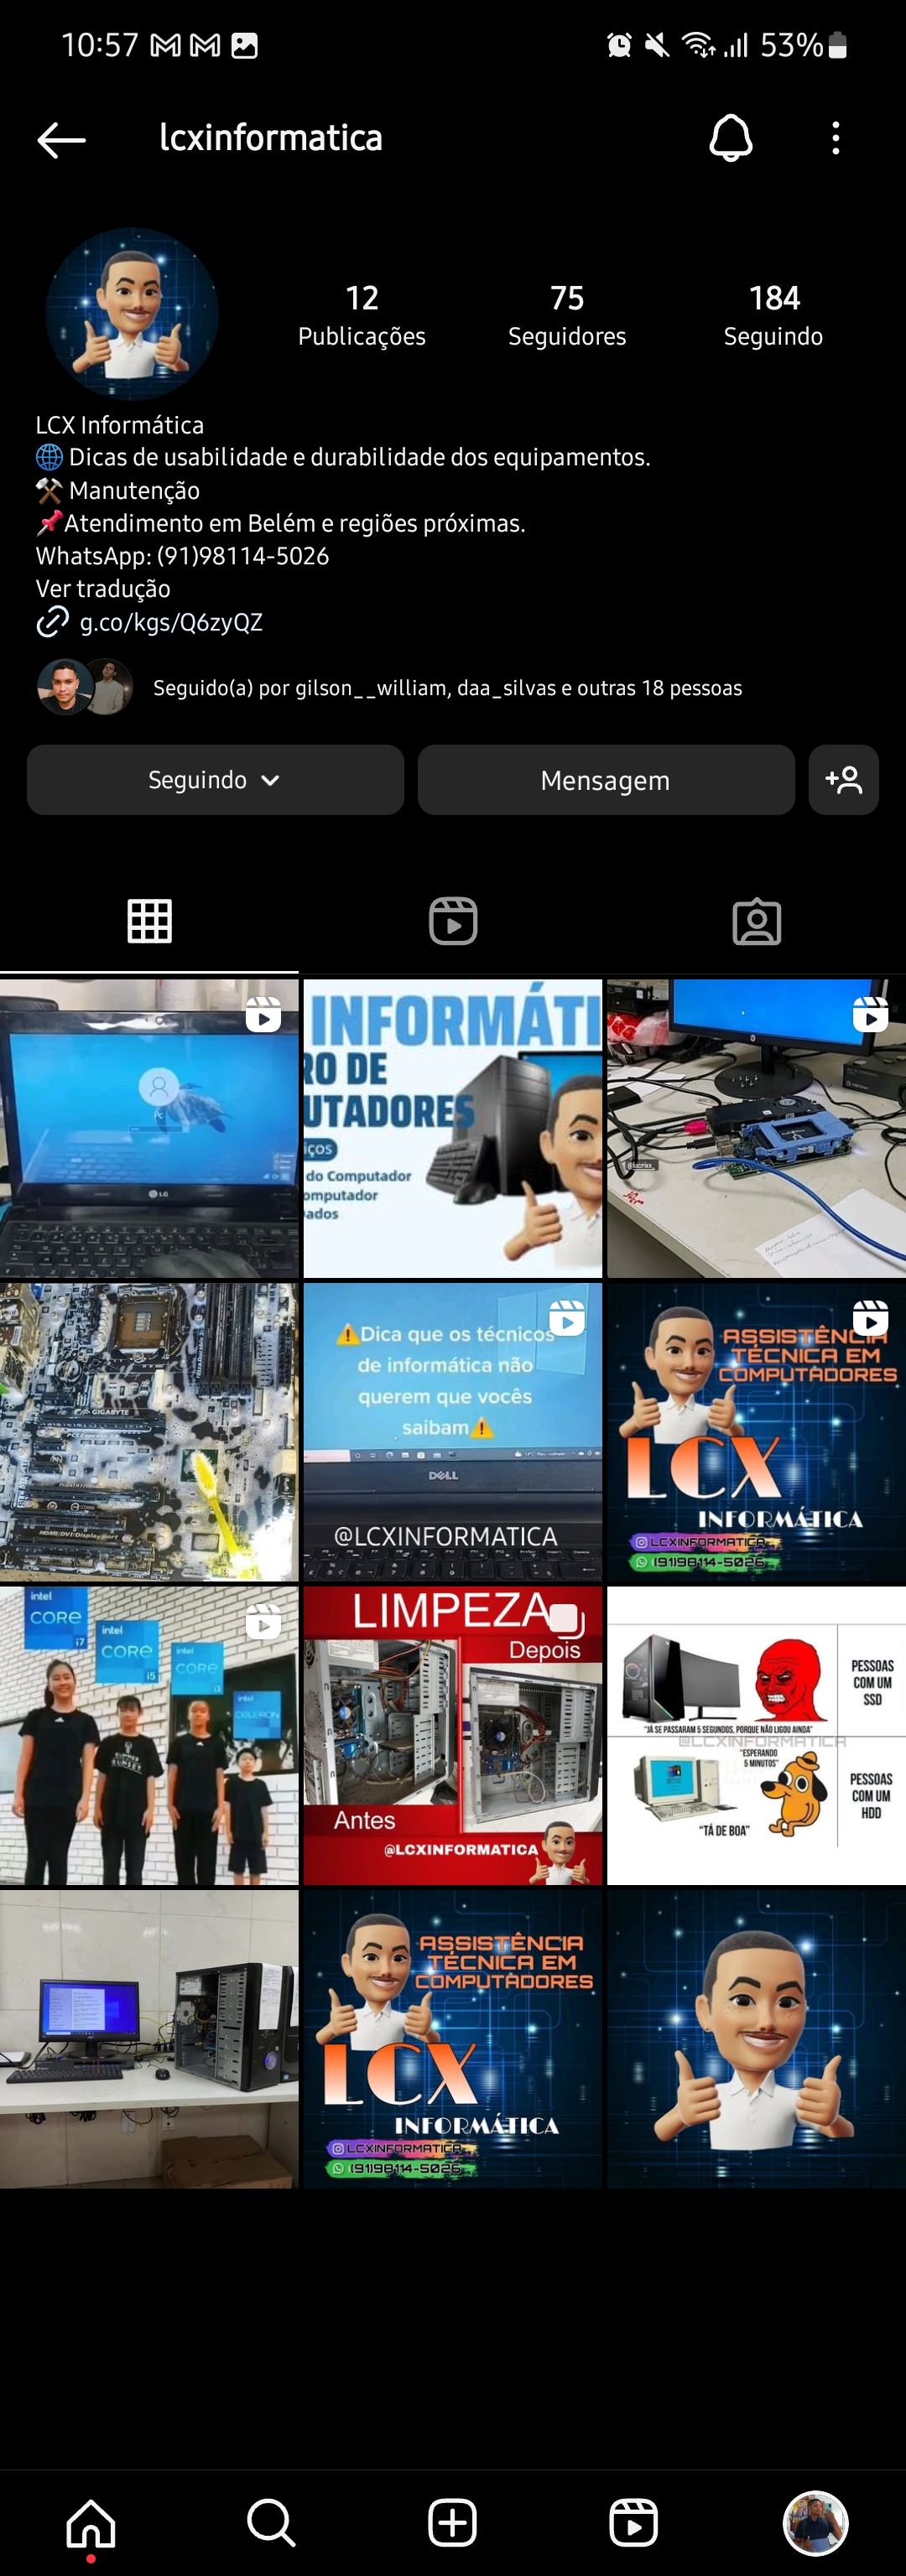 10:57
53%
lcxinformatica
12
Publicações
75
Seguidores
184
Seguindo
LCX Informática
🌐 Dicas de usabilidade e durabilidade dos equipamentos.
⚒️ Manutenção
📌Atendimento em Belém e regiões próximas.
WhatsApp: (91)98114-5026
Ver tradução
g.co/kgs/Q6zyQZ
Seguido(a) por gilson__william, daa_silvas e outras 18 pessoas
Seguindo
Mensagem
Pc
LG
INFORMÁTI
RO DE
UTADORES
iços
do Computador
omputador
ados
GIGABYTE
HDMI/DVI/Displayport
⚠️Dica que os técnicos
de informática não
querem que vocês
saibam⚠️
DELL
@LCXINFORMATICA
ASSISTÊNCIA
TÉCNICA EM
COMPUTADORES
LCX
INFORMÁTICA
LCXINFORMATICA
(91)98114-5026
intel
CORE
i7
intel
CORE
i5
intel
CORE
i3
intel
CELERON
SUMMER
SUNSET
LIMPEZA
Depois
Antes
@LCXINFORMATICA
PESSOAS
COM UM
SSD
"JÁ SE PASSARAM 5 SEGUNDOS, PORQUE NÃO LIGOU AINDA"
@LCXINFORMATICA
"ESPERANDO
5 MINUTOS"
PESSOAS
COM UM
HDD
"TÁ DE BOA"
ASSISTÊNCIA
TÉCNICA EM
COMPUTADORES
LCX
INFORMÁTICA
LCXINFORMATICA
(91)98114-5026